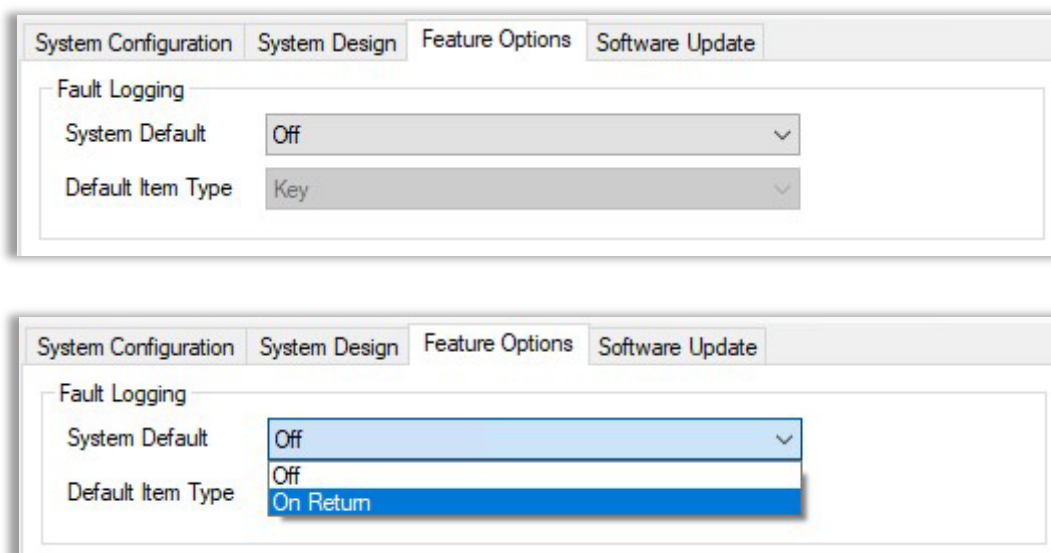 System Configuration System Design Feature Options Software Update
Fault Logging
System Default Off
Default Item Type Key
System Configuration System Design Feature Options Software Update
Fault Logging
System Default Off
Off
Default Item Type
On Return